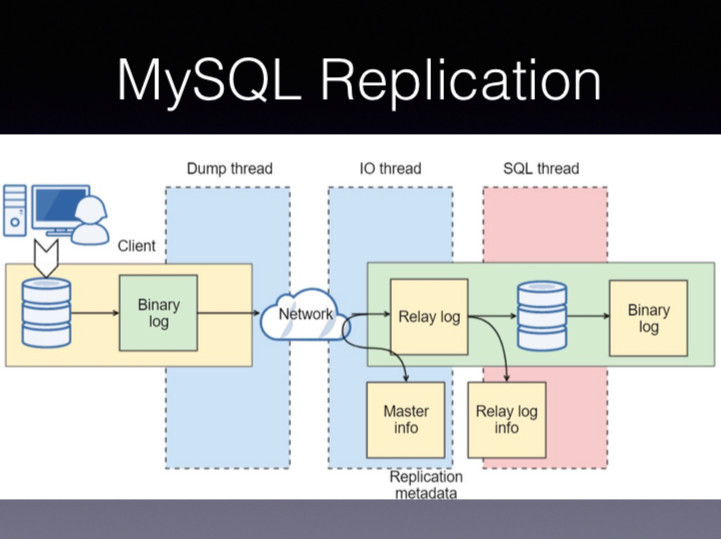 MySQL Replication
Dump thread
IO thread
SQL thread
Client
Binary
log
Network
Relay log
Binary
log
Master
info
Relay log
info
Replication
metadata